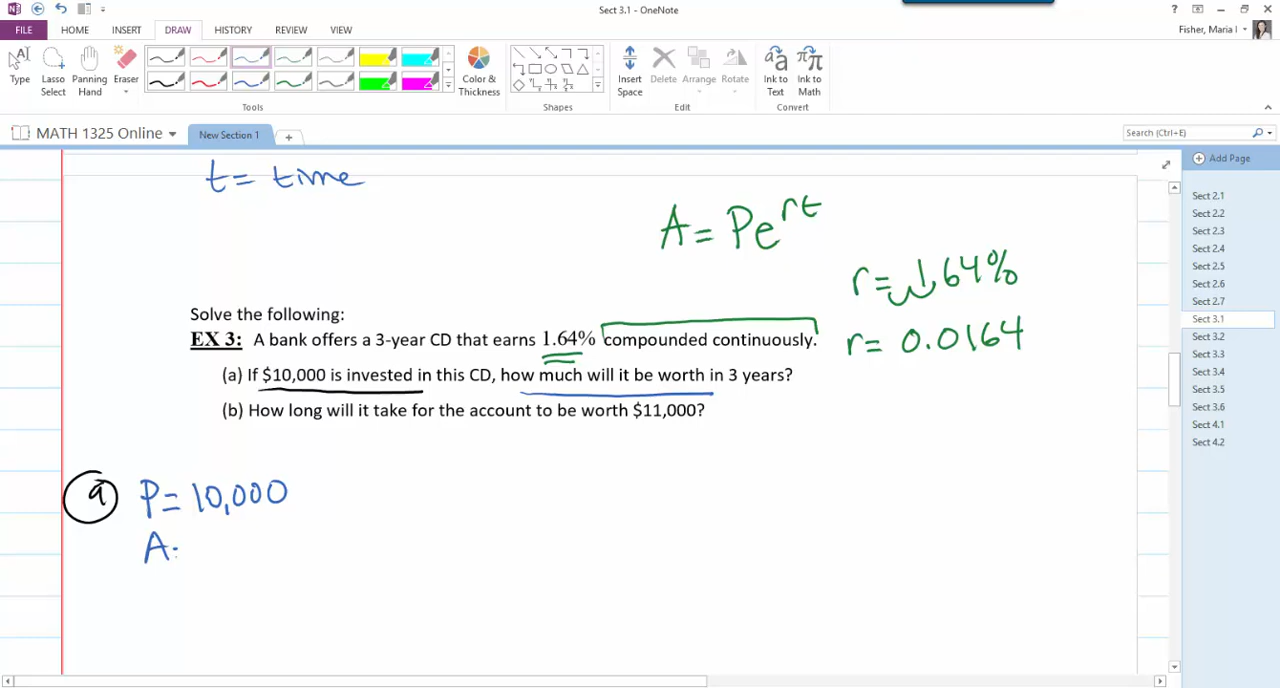 Sect 3.1 - OneNote
FILE HOME INSERT DRAW HISTORY REVIEW VIEW
Fisher, Maria I
Type Lasso Select Panning Hand Eraser
Color & Thickness
Insert Space Delete Arrange Rotate
Ink to Text Ink to Math
Tools Shapes Edit Convert
MATH 1325 Online New Section 1
Search (Ctrl+E)
Add Page
t = time
A = Pe^{rt}
r = 1.64%
Solve the following:
EX 3: A bank offers a 3-year CD that earns 1.64% compounded continuously.
r = 0.0164
(a) If $10,000 is invested in this CD, how much will it be worth in 3 years?
(b) How long will it take for the account to be worth $11,000?
a P = 10,000
A
Sect 2.1
Sect 2.2
Sect 2.3
Sect 2.4
Sect 2.5
Sect 2.6
Sect 2.7
Sect 3.1
Sect 3.2
Sect 3.3
Sect 3.4
Sect 3.5
Sect 3.6
Sect 4.1
Sect 4.2